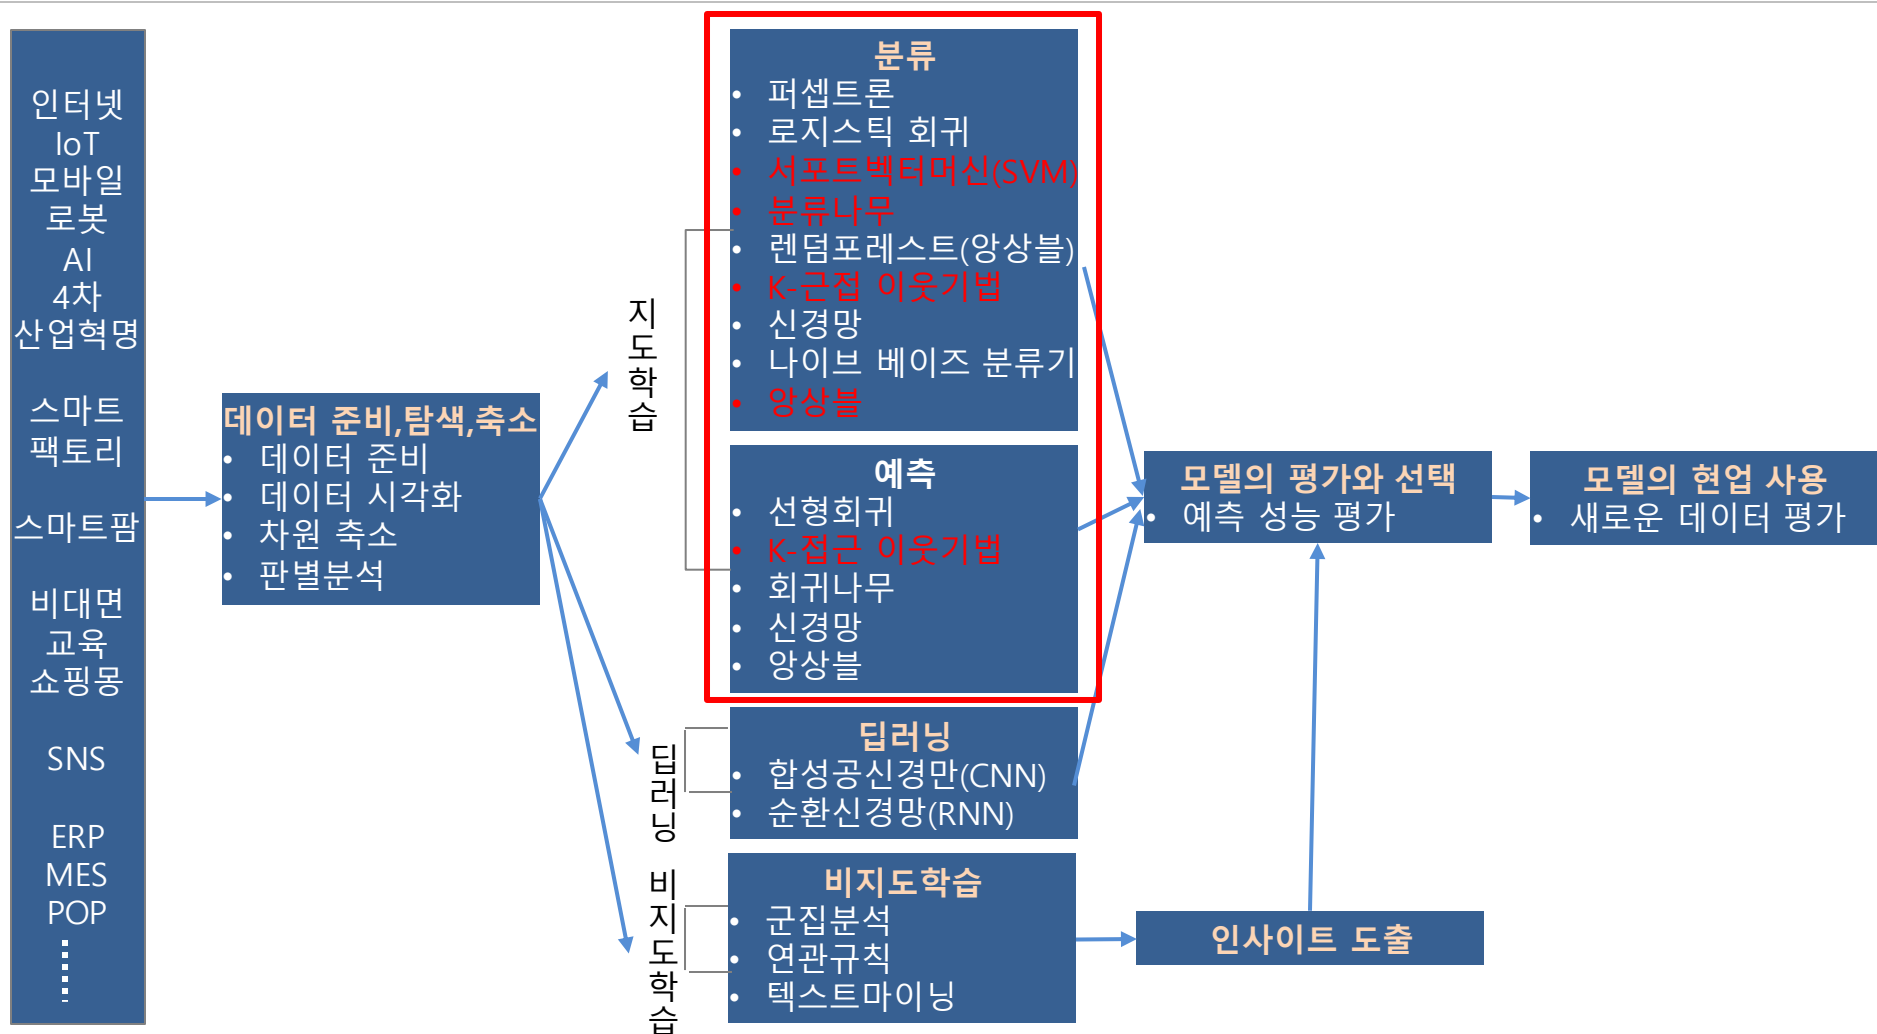 인터넷
IoT
모바일
로봇
AI
4차
산업혁명
스마트
팩토리
스마트팜
비대면
교육
쇼핑몽
SNS
ERP
MES
POP
데이터 준비,탐색,축소
• 데이터 준비
• 데이터 시각화
• 차원 축소
• 판별분석
지
도
학
습
분류
• 퍼셉트론
• 로지스틱 회귀
• 서포트벡터머신(SVM)
• 분류나무
• 렌덤포레스트(앙상블)
• K-근접 이웃기법
• 신경망
• 나이브 베이즈 분류기
• 앙상블
예측
• 선형회귀
• K-접근 이웃기법
• 회귀나무
• 신경망
• 앙상블
딥
러
닝
딥러닝
• 합성공신경만(CNN)
• 순환신경망(RNN)
비
지
도
학
습
비지도학습
• 군집분석
• 연관규칙
• 텍스트마이닝
모델의 평가와 선택
• 예측 성능 평가
인사이트 도출
모델의 현업 사용
• 새로운 데이터 평가